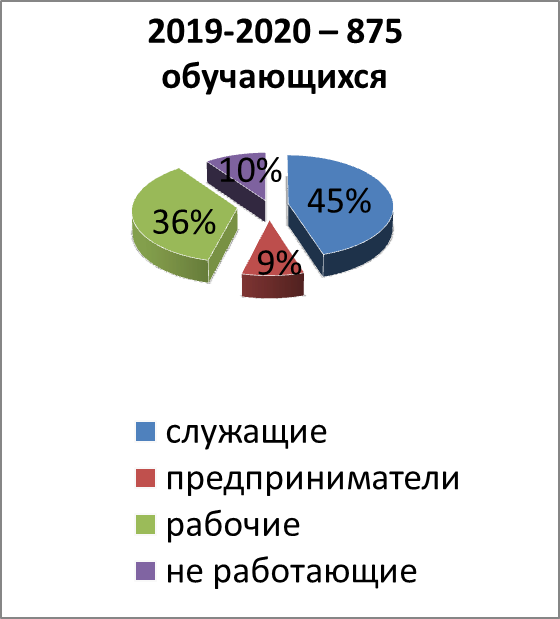 2019-2020 – 875
обучающихся
10%
45%
36%
9%
служащие
предприниматели
рабочие
не работающие